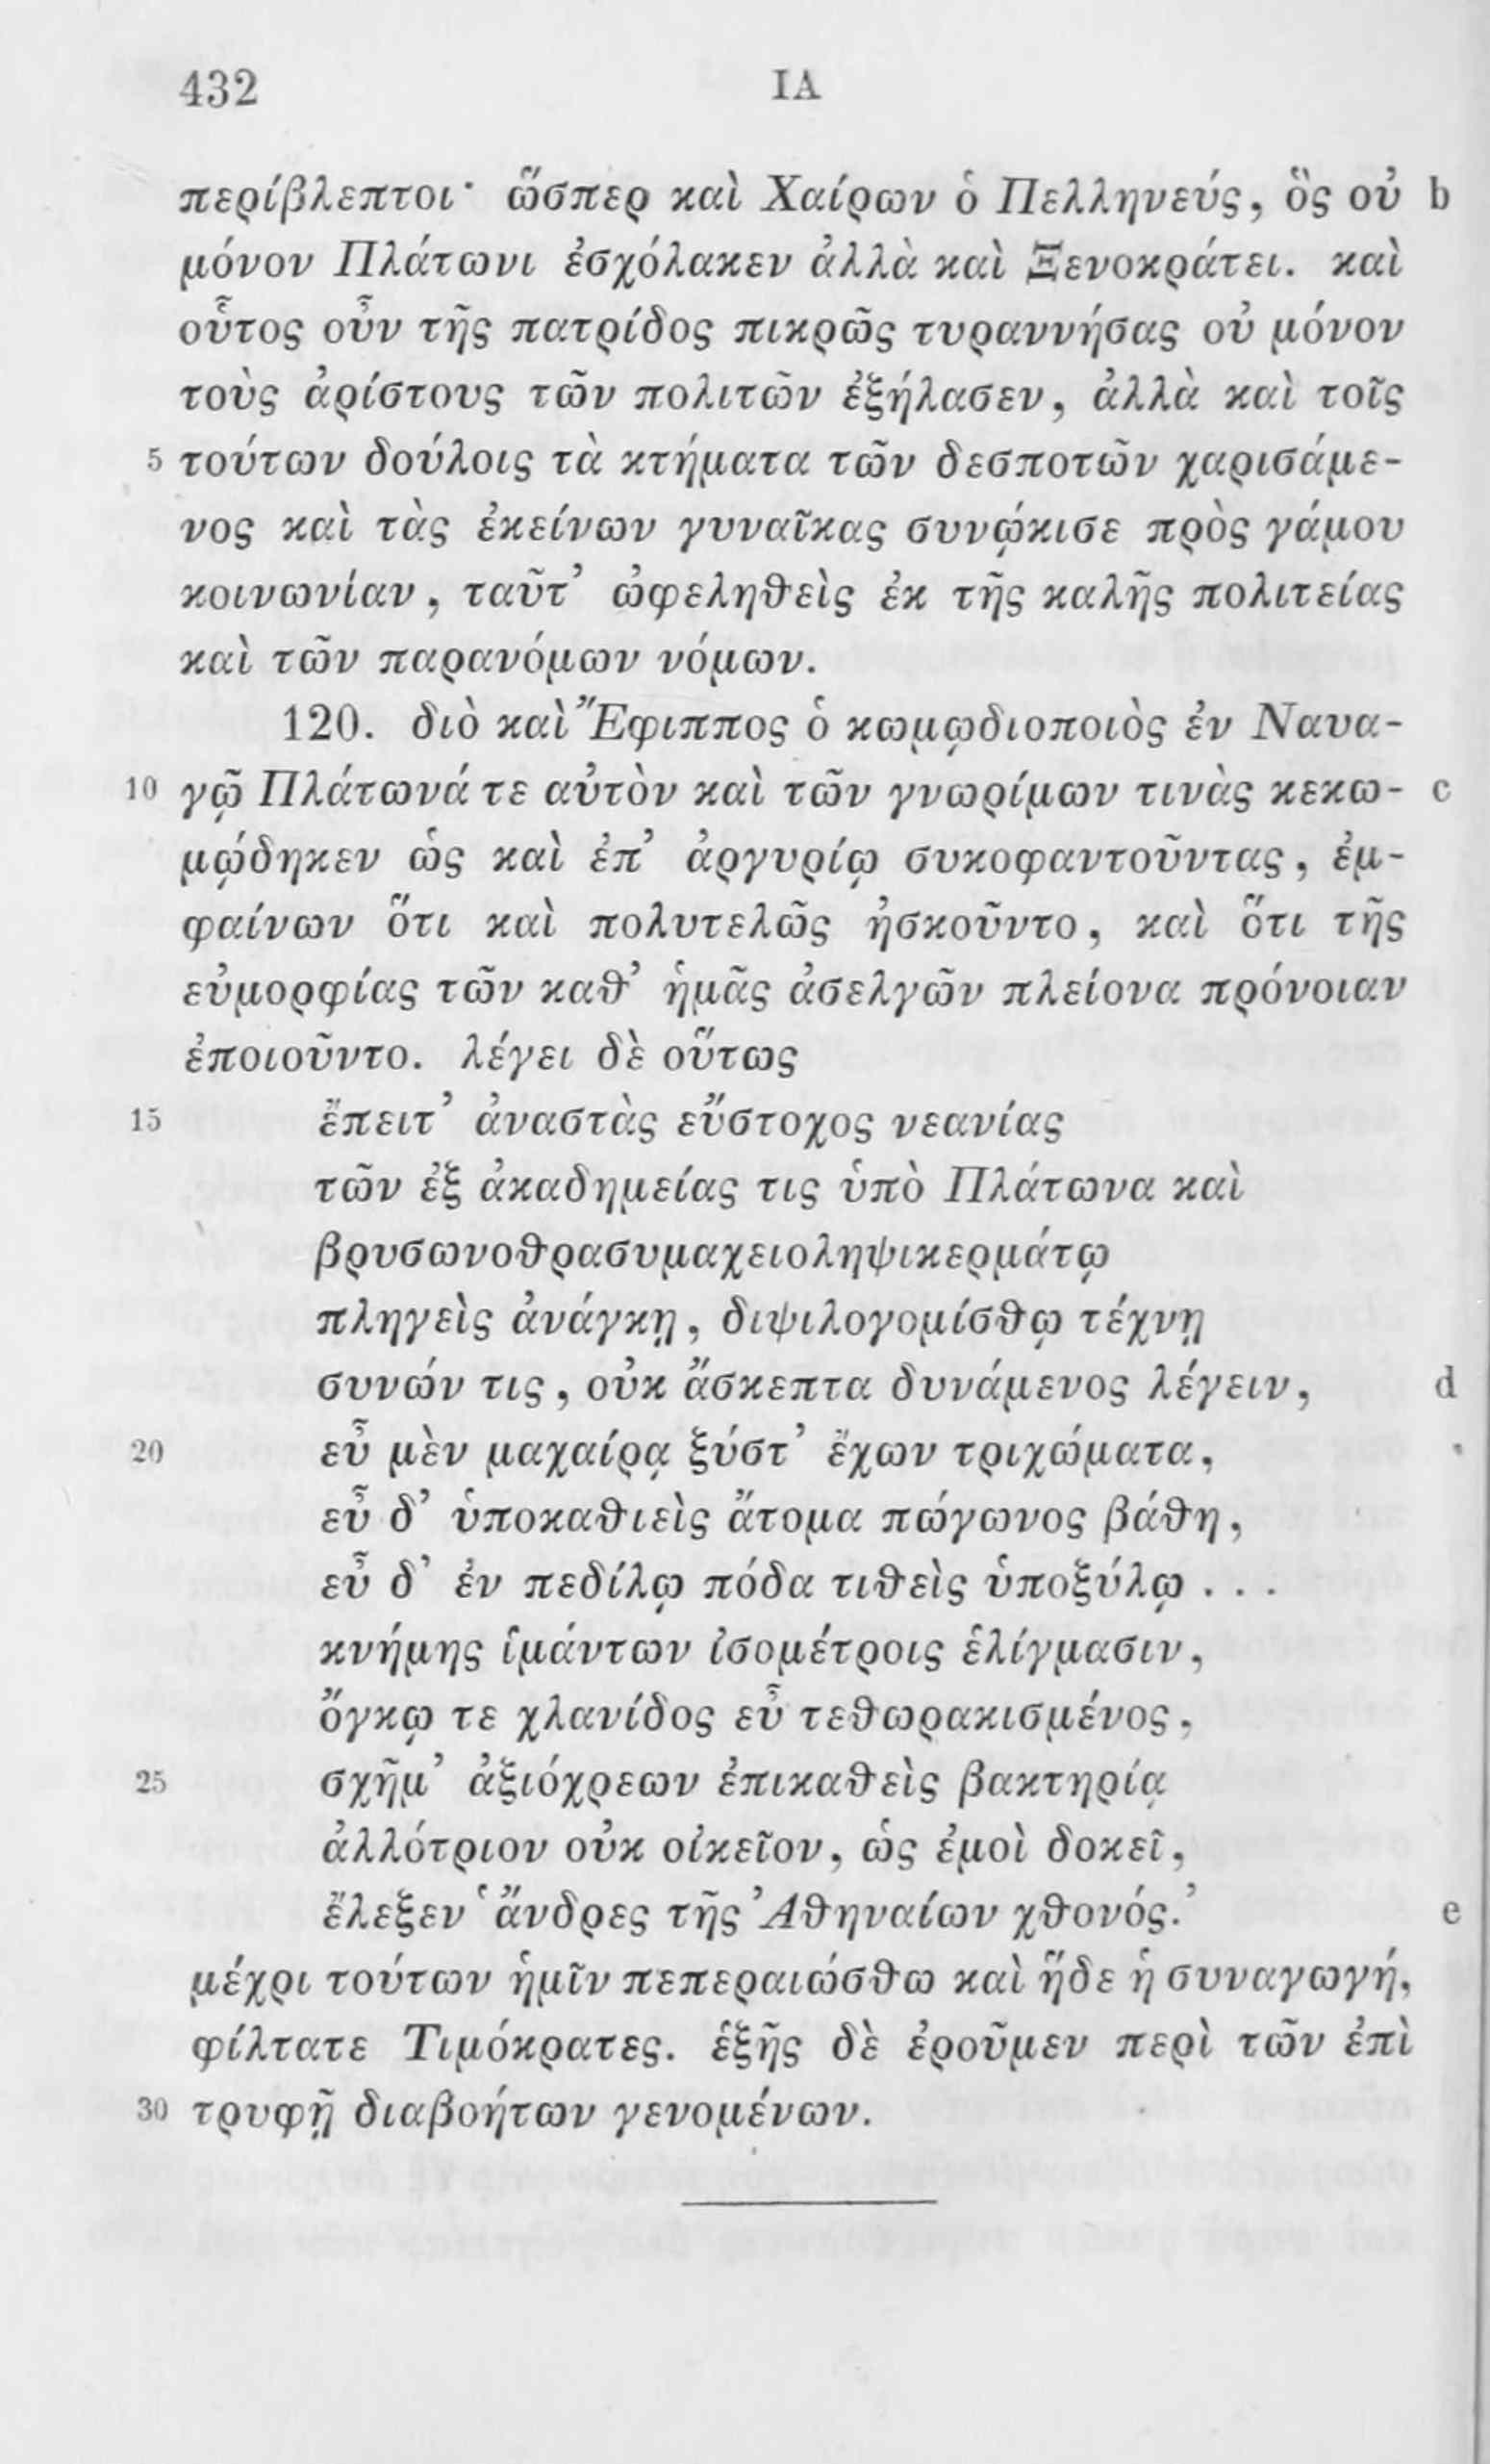 432 ΙΑ
περίβλεπτοι· ὥσπερ καὶ Χαίρων ὁ Πελληνεύς, ὃς οὐ b
μόνον Πλάτωνι ἐσχόλακεν ἀλλὰ καὶ Ξενοκράτει. καὶ
οὗτος οὖν τῆς πατρίδος πικρῶς τυραννήσας οὐ μόνον
τοὺς ἀρίστους τῶν πολιτῶν ἐξήλασεν, ἀλλὰ καὶ τοῖς
5 τούτων δούλοις τὰ κτήματα τῶν δεσποτῶν χαρισάμε-
νος καὶ τὰς ἐκείνων γυναῖκας συνῴκισε πρὸς γάμου
κοινωνίαν, ταῦτ’ ὠφεληθεὶς ἐκ τῆς καλῆς πολιτείας
καὶ τῶν παρανόμων νόμων.
120. διὸ καὶ Ἔφιππος ὁ κωμῳδιοποιὸς ἐν Ναυα-
10 γῷ Πλάτωνά τε αὐτὸν καὶ τῶν γνωρίμων τινὰς κεκω- c
μῴδηκεν ὡς καὶ ἐπ’ ἀργυρίῳ συκοφαντοῦντας, ἐμ-
φαίνων ὅτι καὶ πολυτελῶς ἠσκοῦντο, καὶ ὅτι τῆς
εὐμορφίας τῶν καθ’ ἡμᾶς ἀσελγῶν πλείονα πρόνοιαν
ἐποιοῦντο. λέγει δὲ οὕτως
15 ἔπειτ’ ἀναστὰς εὔστοχος νεανίας
τῶν ἐξ ἀκαδημείας τις ὑπὸ Πλάτωνα καὶ
βρυσωνοθρασυμαχειοληψικερμάτῳ
πληγεὶς ἀνάγκῃ, διψιλογομίσθῳ τέχνῃ
συνών τις, οὐκ ἄσκεπτα δυνάμενος λέγειν, d
20 εὖ μὲν μαχαίρᾳ ξύστ’ ἔχων τριχώματα,
εὖ δ’ ὑποκαθιεὶς ἄτομα πώγωνος βάθη,
εὖ δ’ ἐν πεδίλῳ πόδα τιθεὶς ὑποξύλῳ . . .
κνήμης ἱμάντων ἰσομέτροις ἑλίγμασιν,
ὄγκῳ τε χλανίδος εὖ τεθωρακισμένος,
25 σχῆμ’ ἀξιόχρεων ἐπικαθεὶς βακτηρίᾳ
ἀλλότριον οὐκ οἰκεῖον, ὡς ἐμοὶ δοκεῖ,
ἔλεξεν ‘ἄνδρες τῆς Ἀθηναίων χθονός.’ e
μέχρι τούτων ἡμῖν πεπεραιώσθω καὶ ἥδε ἡ συναγωγή,
φίλτατε Τιμόκρατες. ἑξῆς δὲ ἐροῦμεν περὶ τῶν ἐπὶ
30 τρυφῇ διαβοήτων γενομένων.